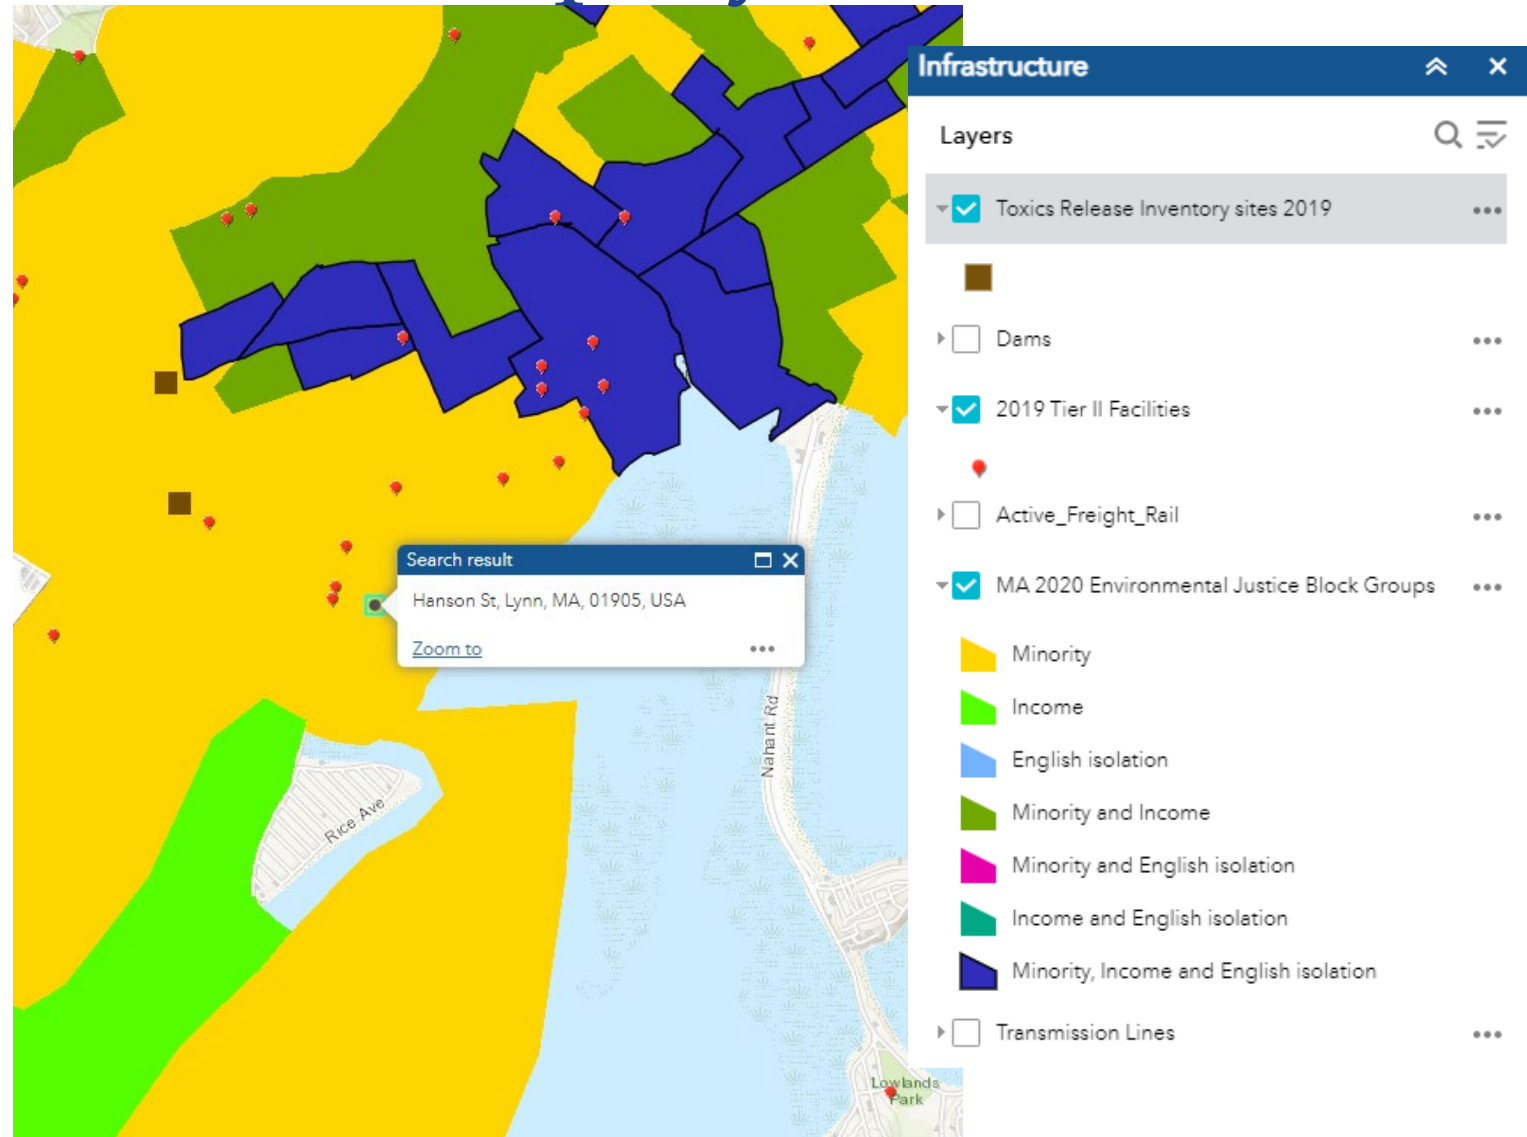 Infrastructure
Layers
Toxics Release Inventory sites 2019
Dams
2019 Tier II Facilities
Active_Freight_Rail
MA 2020 Environmental Justice Block Groups
Minority
Income
English isolation
Minority and Income
Minority and English isolation
Income and English isolation
Minority, Income and English isolation
Transmission Lines
Search result
Hanson St, Lynn, MA, 01905, USA
Zoom to
Nahant Rd
Rice Ave
Lowlands
Park